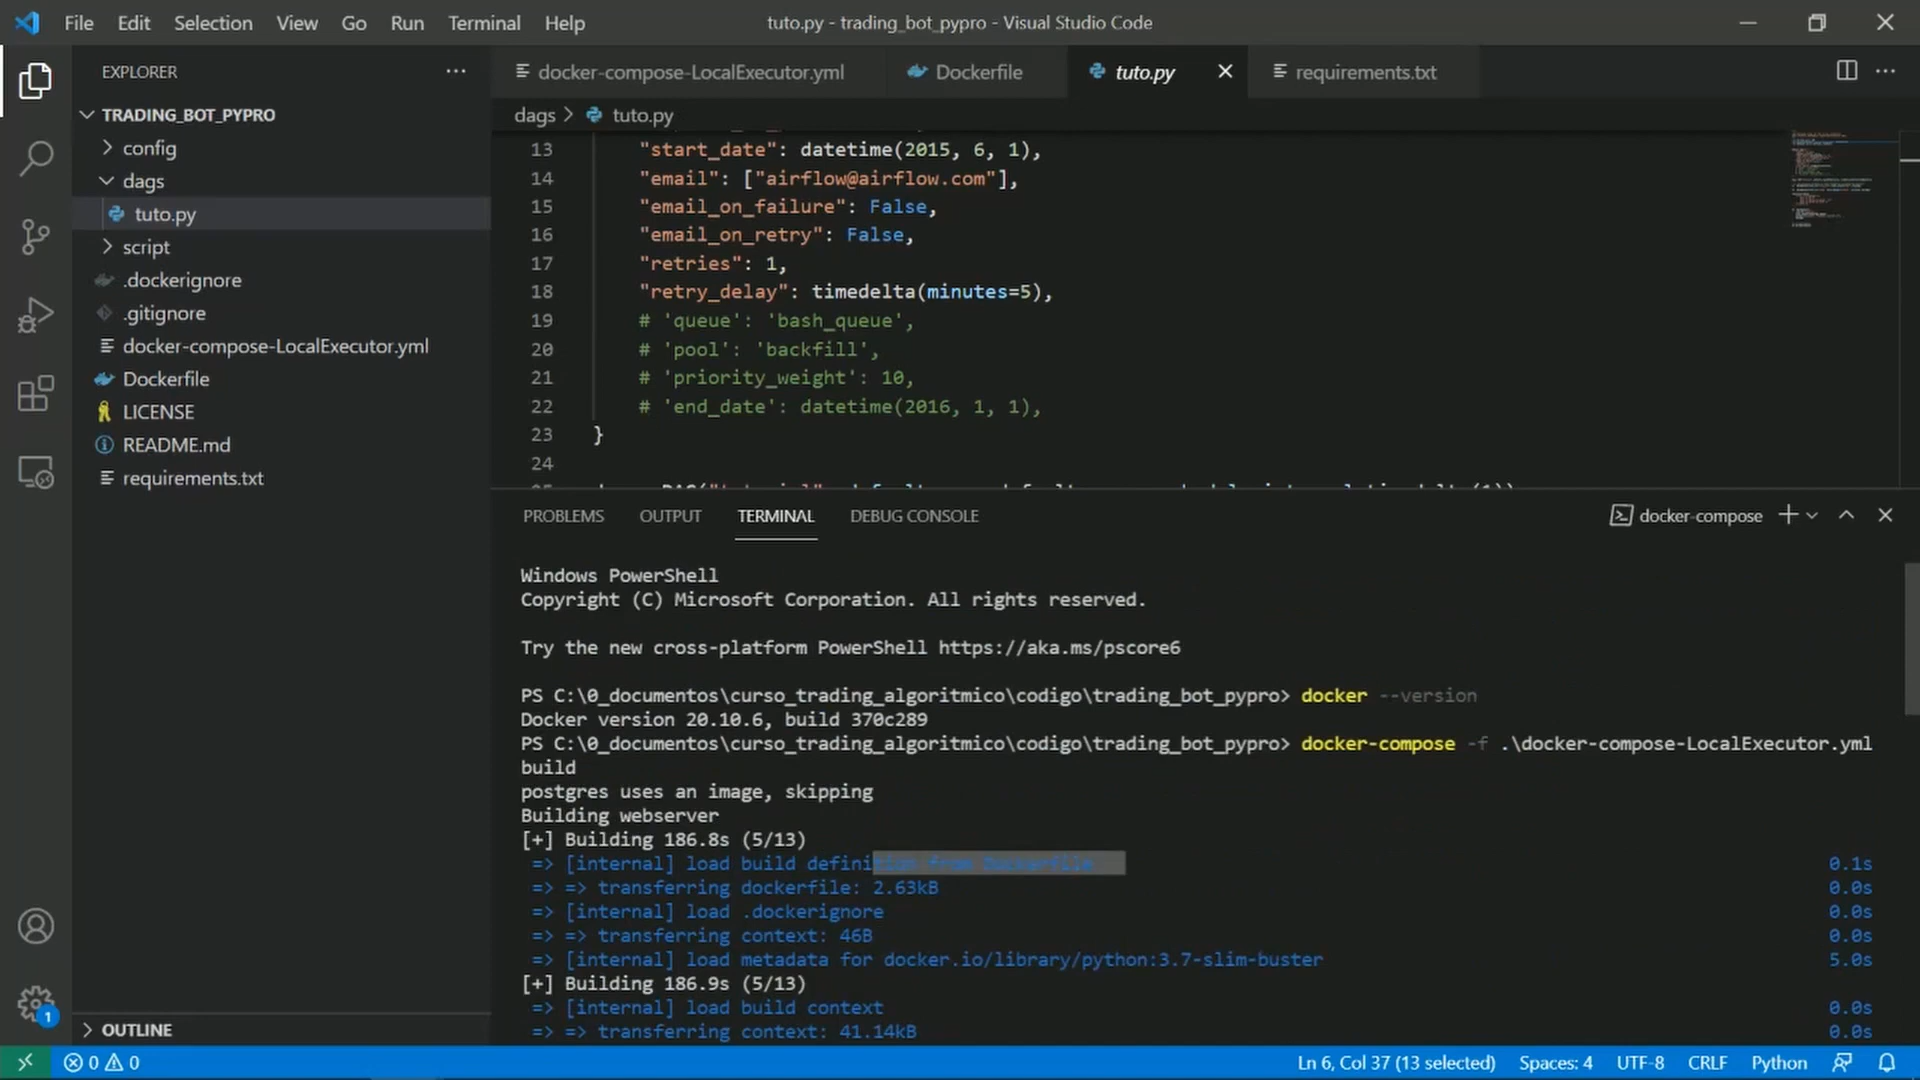 File Edit Selection View Go Run Terminal Help
tuto.py - trading_bot_pypro - Visual Studio Code
EXPLORER
TRADING_BOT_PYPRO
config
dags
tuto.py
script
.dockerignore
.gitignore
docker-compose-LocalExecutor.yml
Dockerfile
LICENSE
README.md
requirements.txt
OUTLINE
docker-compose-LocalExecutor.yml Dockerfile tuto.py requirements.txt
dags > tuto.py
13 "start_date": datetime(2015, 6, 1),
14 "email": ["airflow@airflow.com"],
15 "email_on_failure": False,
16 "email_on_retry": False,
17 "retries": 1,
18 "retry_delay": timedelta(minutes=5),
19 # 'queue': 'bash_queue',
20 # 'pool': 'backfill',
21 # 'priority_weight': 10,
22 # 'end_date': datetime(2016, 1, 1),
23 }
24
PROBLEMS OUTPUT TERMINAL DEBUG CONSOLE
docker-compose
Windows PowerShell
Copyright (C) Microsoft Corporation. All rights reserved.
Try the new cross-platform PowerShell https://aka.ms/pscore6
PS C:\0_documentos\curso_trading_algoritmico\codigo\trading_bot_pypro> docker --version
Docker version 20.10.6, build 370c289
PS C:\0_documentos\curso_trading_algoritmico\codigo\trading_bot_pypro> docker-compose -f .\docker-compose-LocalExecutor.yml
build
postgres uses an image, skipping
Building webserver
[+] Building 186.8s (5/13)
=> [internal] load build definition from Dockerfile 0.1s
=> => transferring dockerfile: 2.63kB 0.0s
=> [internal] load .dockerignore 0.0s
=> => transferring context: 46B 0.0s
=> [internal] load metadata for docker.io/library/python:3.7-slim-buster 5.0s
[+] Building 186.9s (5/13)
=> [internal] load build context 0.0s
=> => transferring context: 41.14kB 0.0s
1
0 0
Ln 6, Col 37 (13 selected) Spaces: 4 UTF-8 CRLF Python